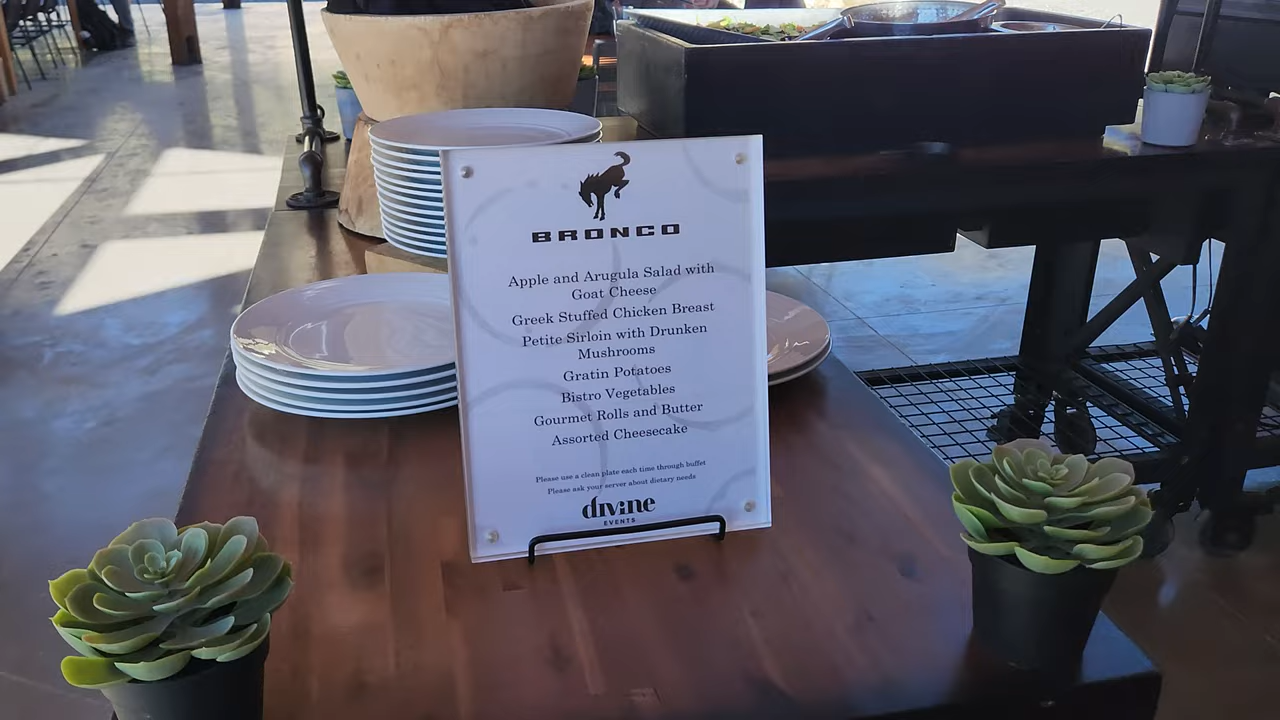 BRONCO
Apple and Arugula Salad with
Goat Cheese
Greek Stuffed Chicken Breast
Petite Sirloin with Drunken
Mushrooms
Gratin Potatoes
Bistro Vegetables
Gourmet Rolls and Butter
Assorted Cheesecake
Please use a clean plate each time through buffet
Please ask your server about dietary needs
divine
EVENTS